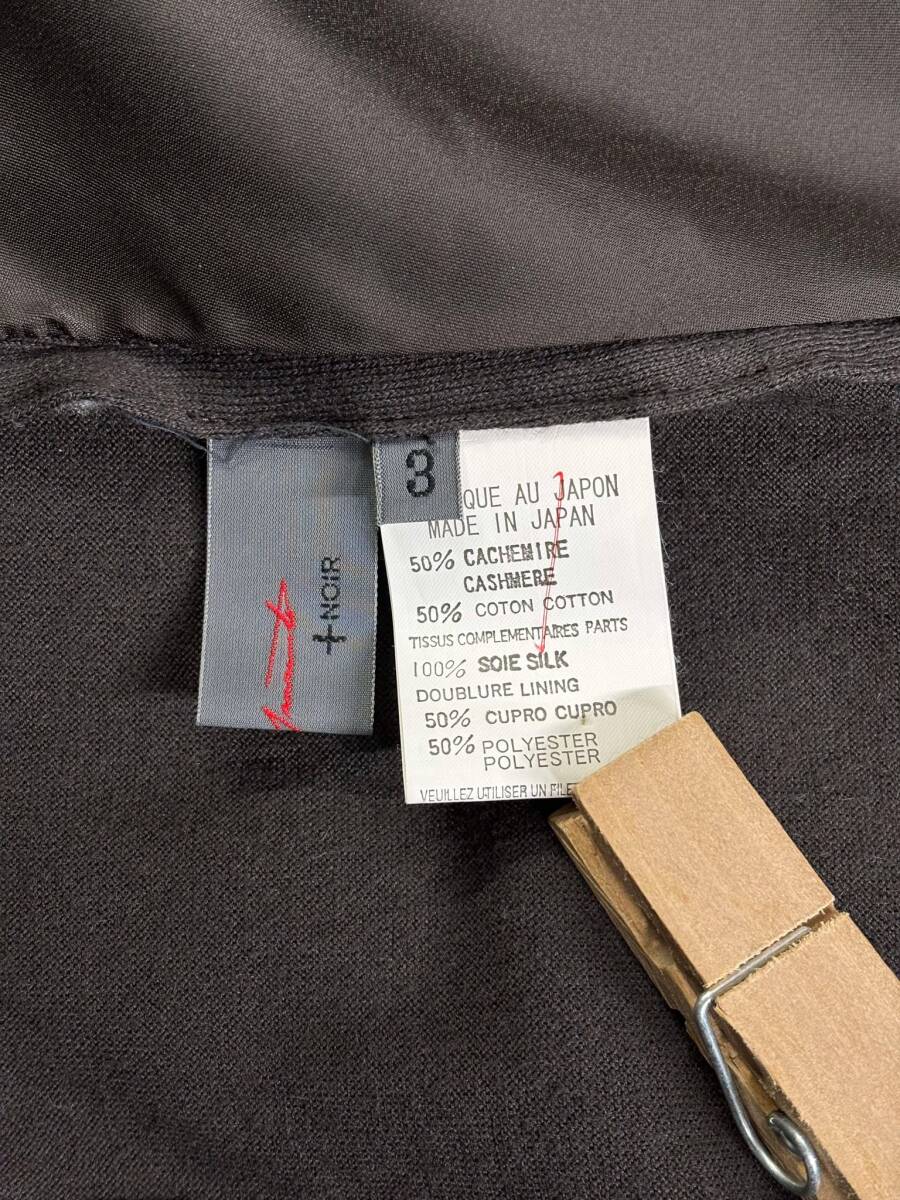 +NOIR
3
QUE AU JAPON
MADE IN JAPAN
50% CACHEMIRE
CASHMERE
50% COTON COTTON
TISSUS COMPLEMENTAIRES PARTS
100% SOIE SILK
DOUBLURE LINING
50% CUPRO CUPRO
50% POLYESTER
POLYESTER
VEUILLEZ UTILISER UN FILE